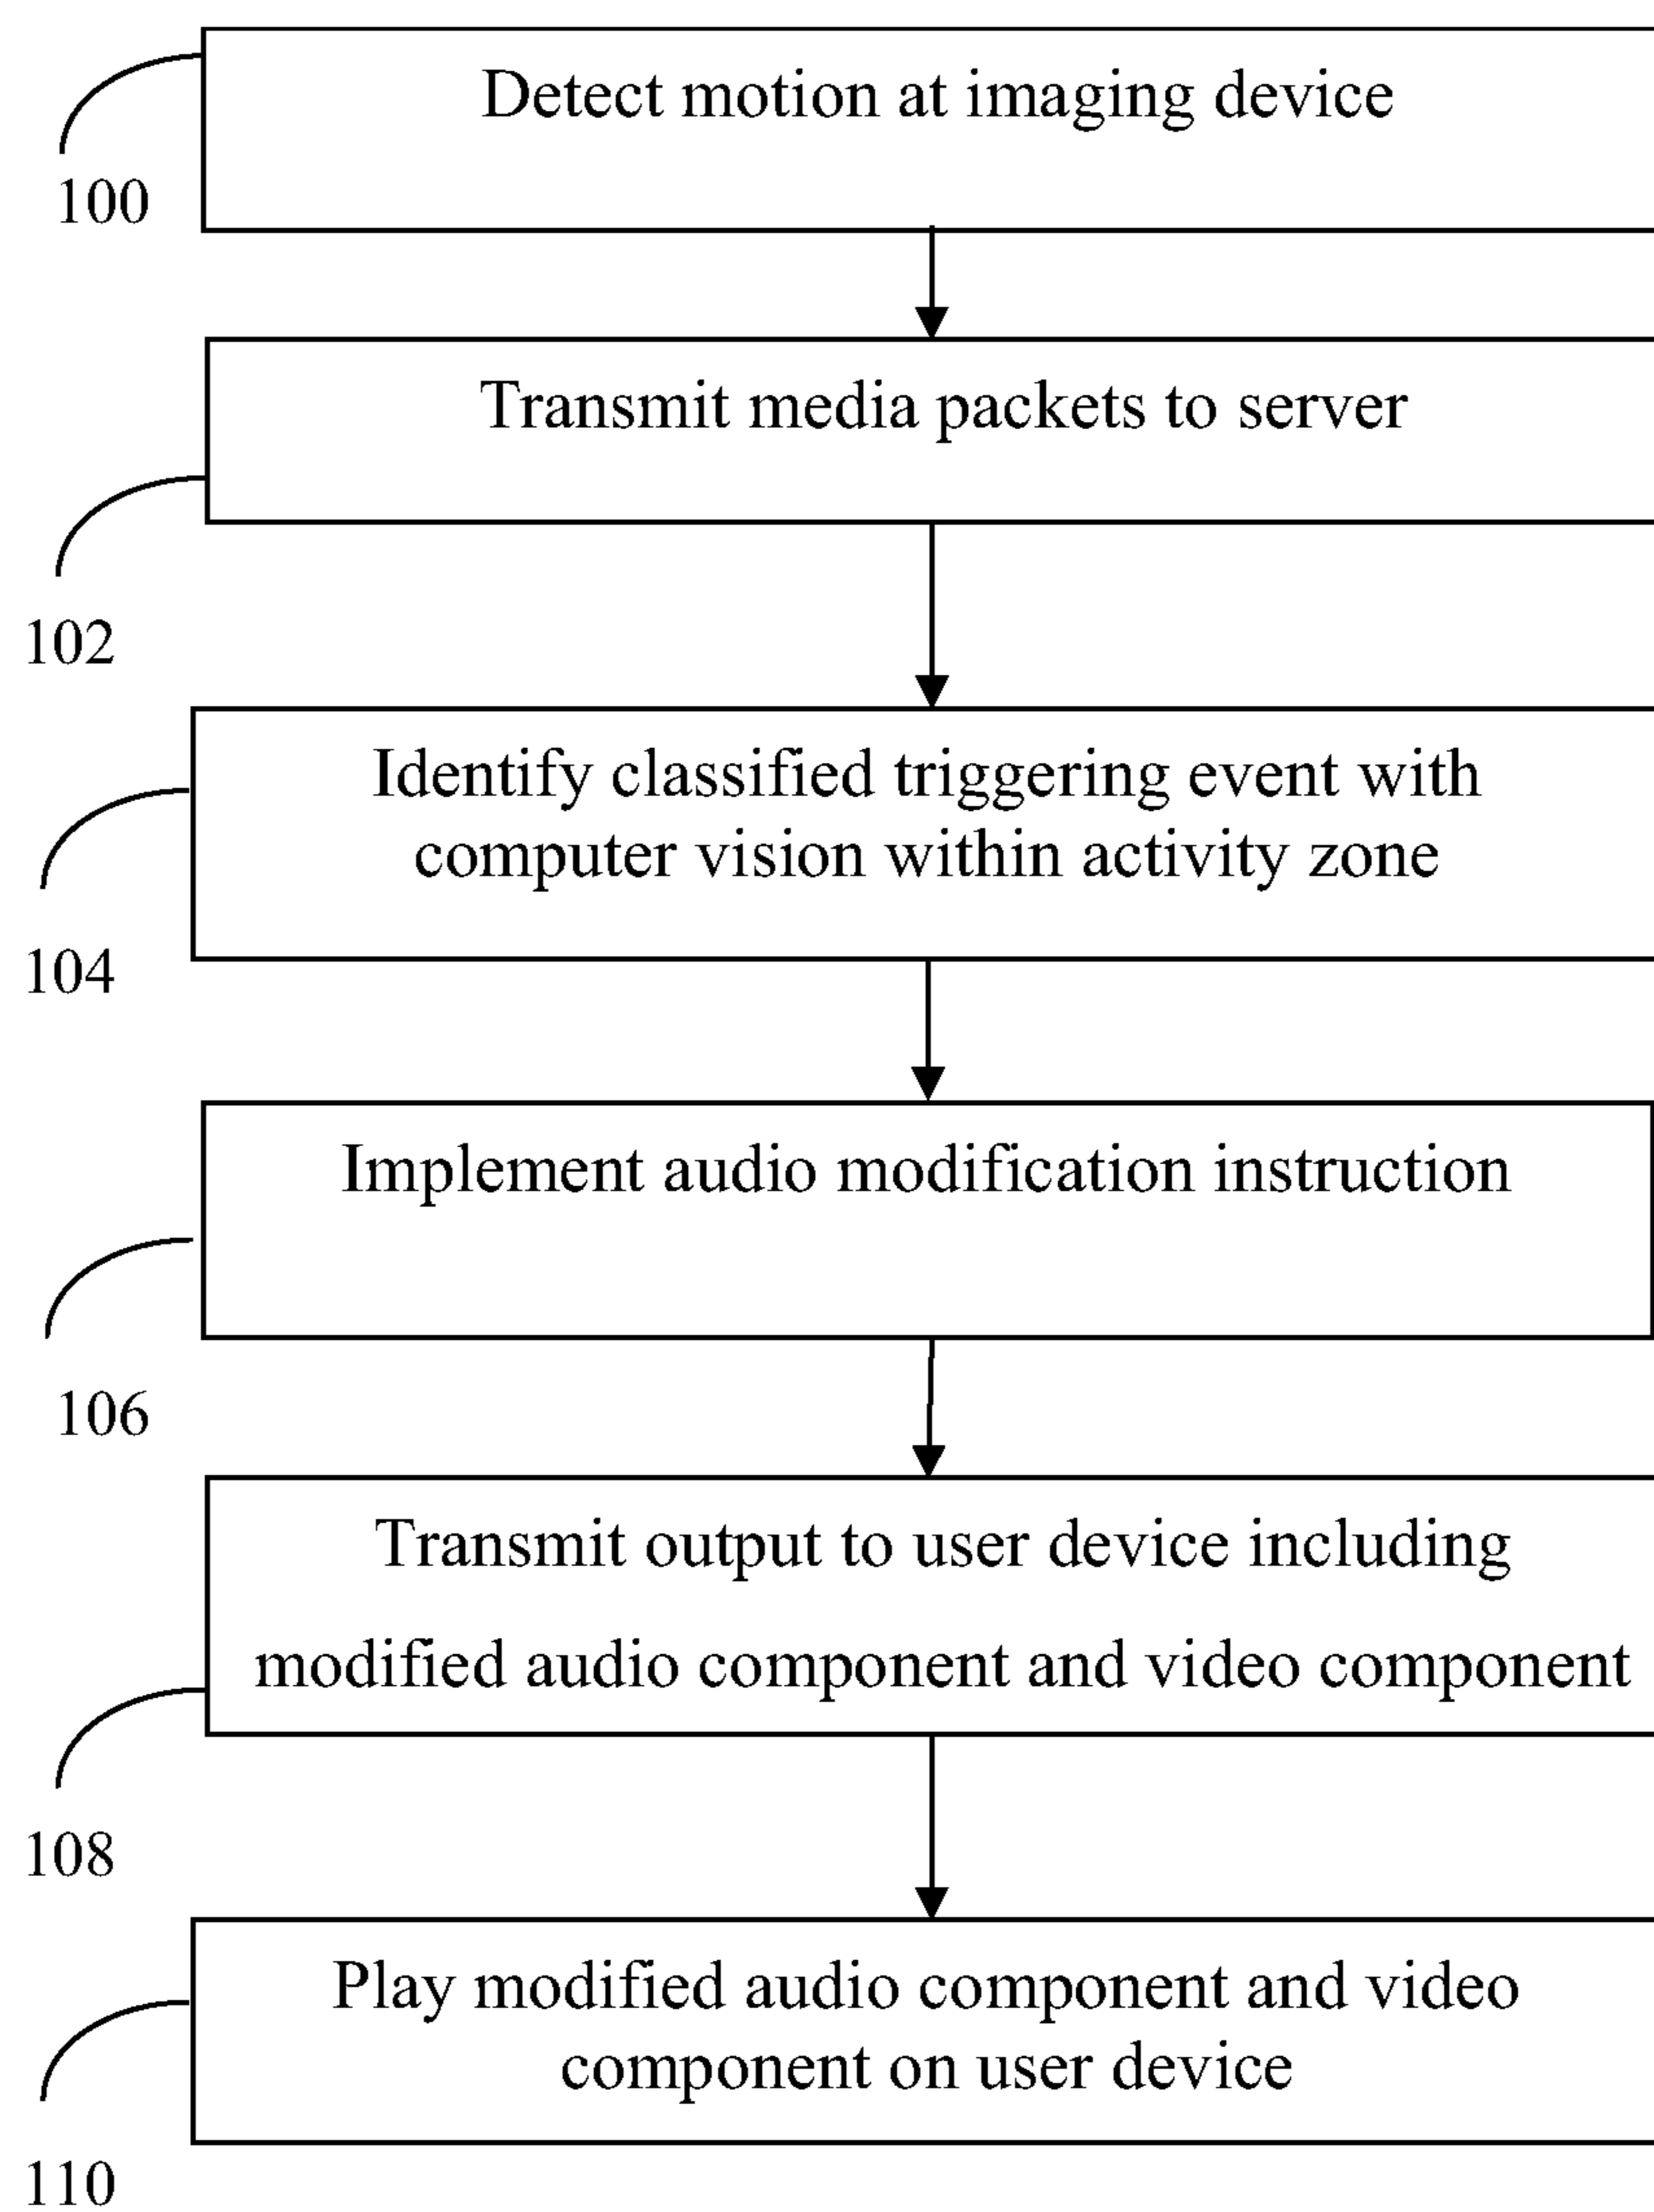 Detect motion at imaging device
100
Transmit media packets to server
102
Identify classified triggering event with
computer vision within activity zone
104
Implement audio modification instruction
106
Transmit output to user device including
modified audio component and video component
108
Play modified audio component and video
component on user device
110